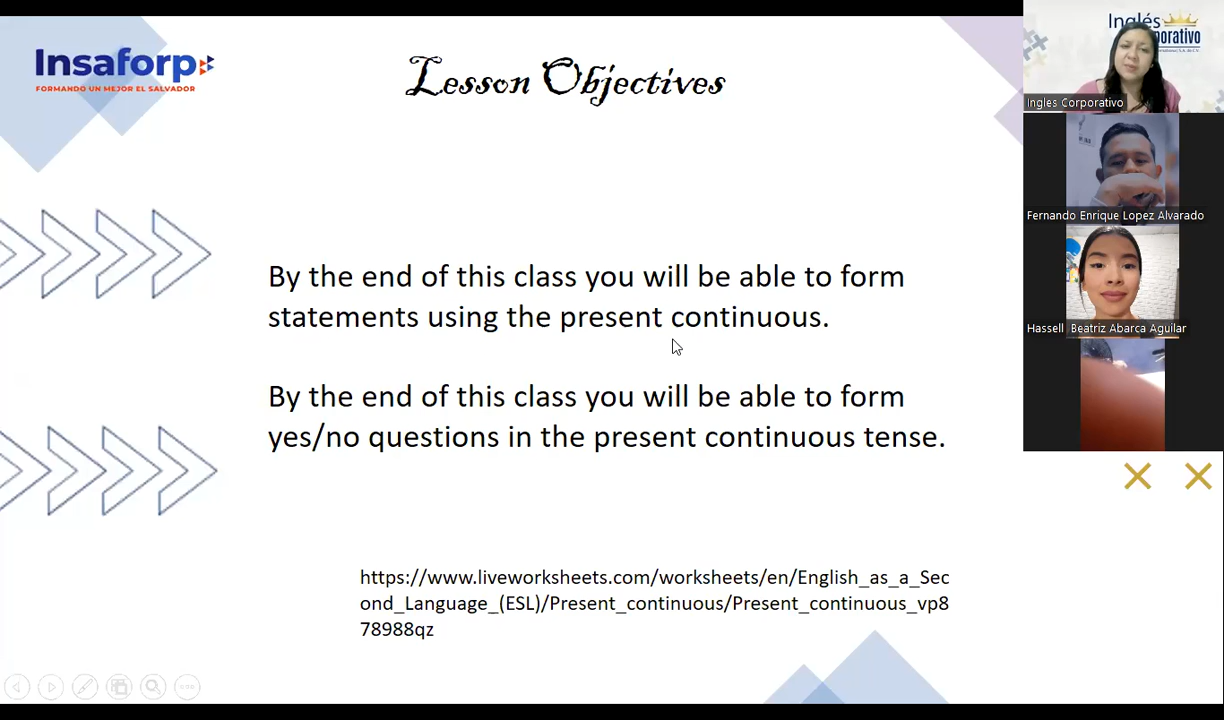 Insaforp
FORMANDO UN MEJOR EL SALVADOR
Lesson Objectives
By the end of this class you will be able to form
statements using the present continuous.
By the end of this class you will be able to form
yes/no questions in the present continuous tense.
https://www.liveworksheets.com/worksheets/en/English_as_a_Sec
ond_Language_(ESL)/Present_continuous/Present_continuous_vp8
78988qz
Inglés
porativo
Ingles Corporativo
Fernando Enrique Lopez Alvarado
Hassell Beatriz Abarca Aguilar